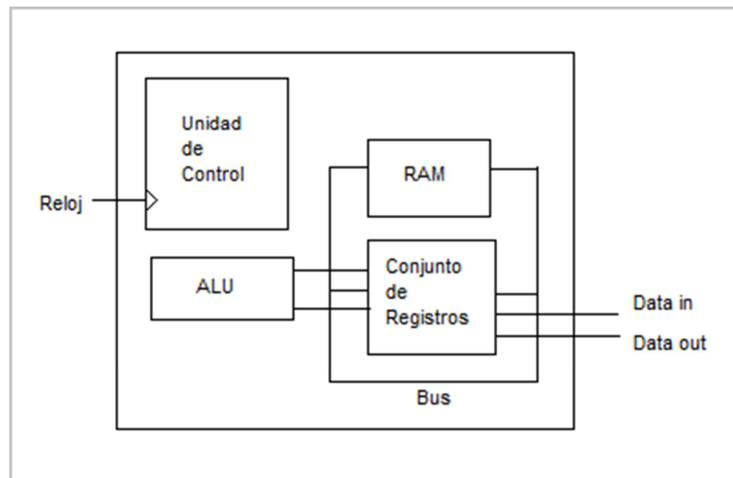 Unidad
de
Control
RAM
Reloj
ALU
Conjunto
de
Registros
Data in
Data out
Bus